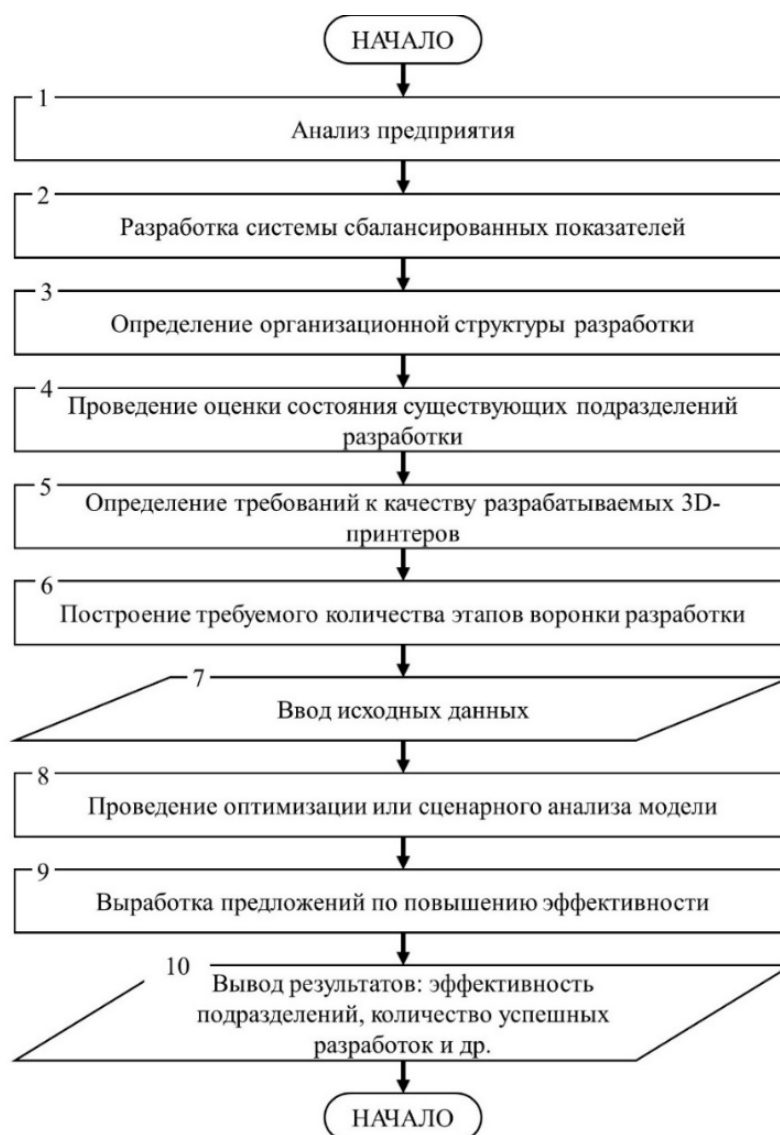 НАЧАЛО
1
Анализ предприятия
2
Разработка системы сбалансированных показателей
3
Определение организационной структуры разработки
4
Проведение оценки состояния существующих подразделений
разработки
5
Определение требований к качеству разрабатываемых 3D-
принтеров
6
Построение требуемого количества этапов воронки разработки
7
Ввод исходных данных
8
Проведение оптимизации или сценарного анализа модели
9
Выработка предложений по повышению эффективности
10
Вывод результатов: эффективность
подразделений, количество успешных
разработок и др.
НАЧАЛО